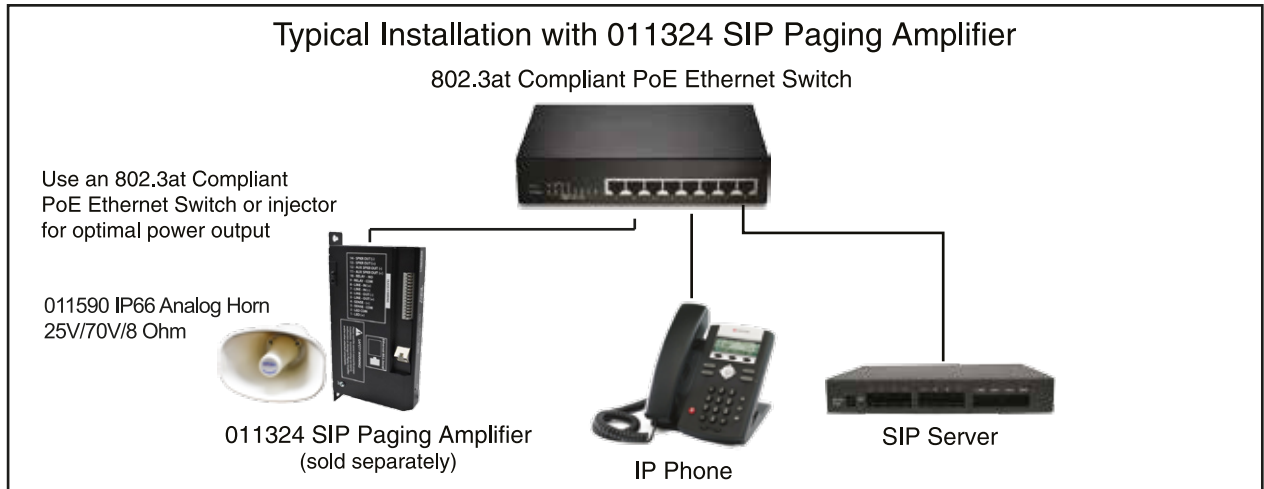 Typical Installation with 011324 SIP Paging Amplifier
802.3at Compliant PoE Ethernet Switch
Use an 802.3at Compliant
PoE Ethernet Switch or injector
for optimal power output
011590 IP66 Analog Horn
25V/70V/8 Ohm
011324 SIP Paging Amplifier
(sold separately)
IP Phone
SIP Server